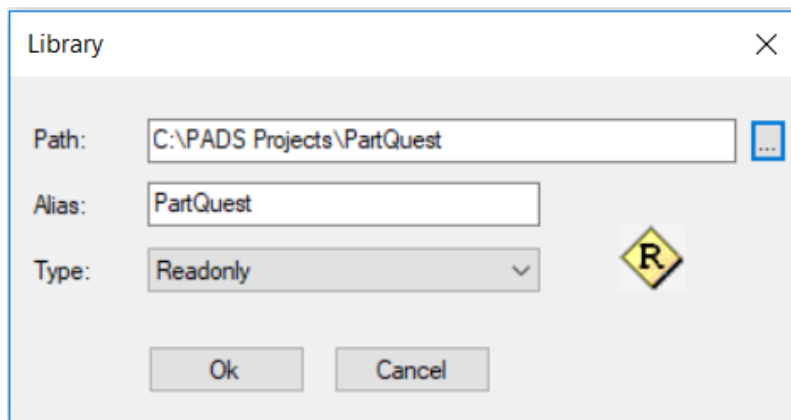 Library
Path: C:\PADS Projects\PartQuest ...
Alias: PartQuest
Type: Readonly R
Ok Cancel